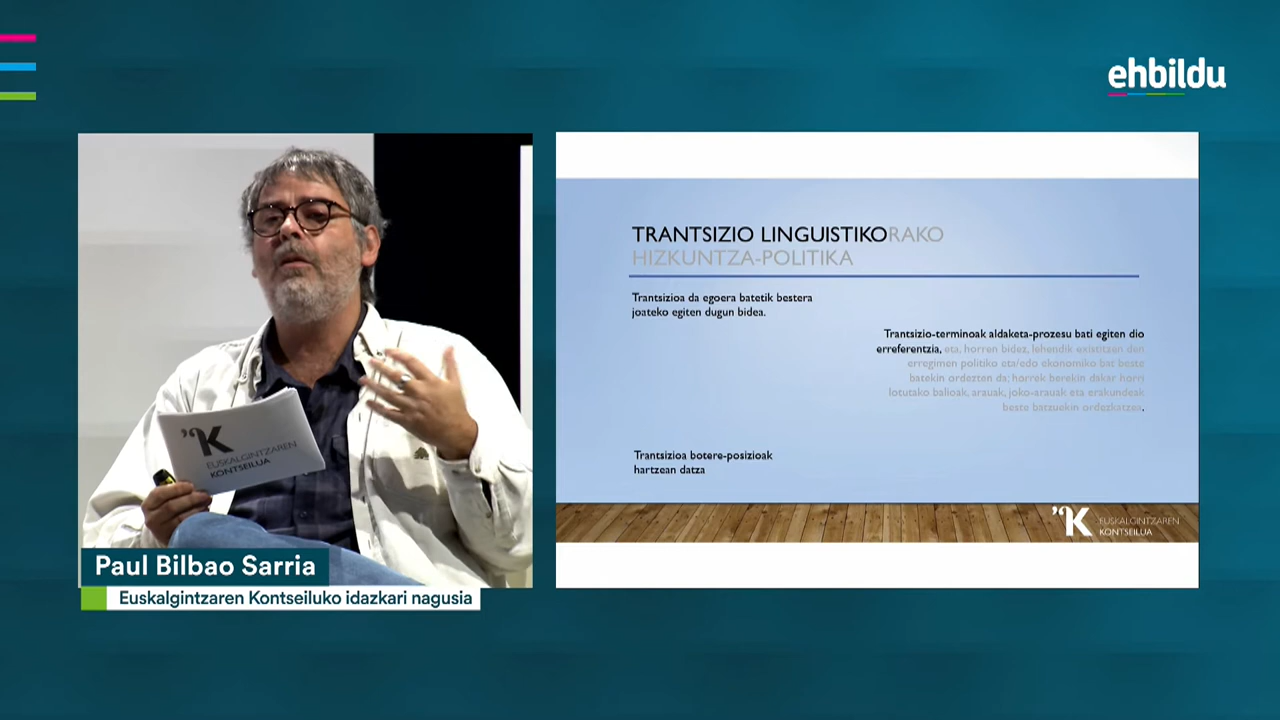 ehbildu
TRANTSIZIO LINGUISTIKORAKO
HIZKUNTZA-POLITIKA
Trantsizioa da egoera batetik bestera
joateko egiten dugun bidea.
Trantsizio-terminoak aldaketa-prozesu bati egiten dio
erreferentzia, eta, horren bidez, lehendik existitzen den
erregimen politiko eta/edo ekonomiko bat beste
batekin ordezten da; horrek berekin dakar horri
lotutako balioak, arauak, joko-arauak eta erakundeak
beste batzuekin ordezkatzea.
Trantsizioa botere-posizioak
hartzean datza
’’K EUSKALGINTZAREN
KONTSEILUA
’’K
EUSKALGINTZAREN
KONTSEILUA
Paul Bilbao Sarria
Euskalgintzaren Kontseiluko idazkari nagusia